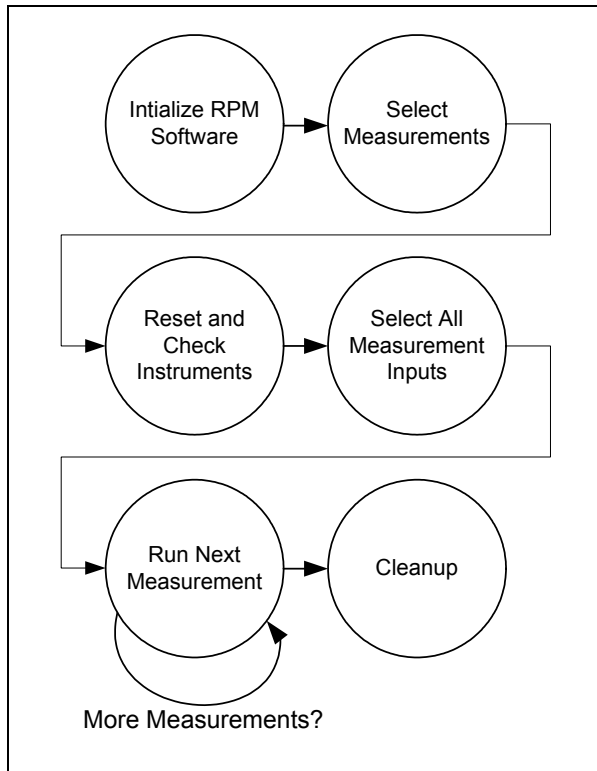 Intialize RPM
Software
Select
Measurements
Reset and
Check
Instruments
Select All
Measurement
Inputs
Run Next
Measurement
Cleanup
More Measurements?